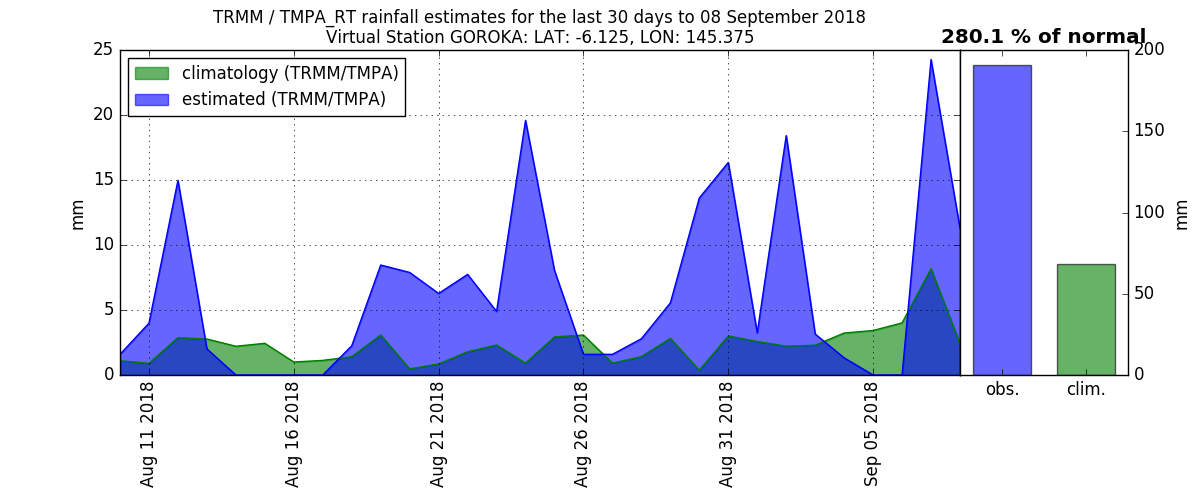 TRMM / TMPA_RT rainfall estimates for the last 30 days to 08 September 2018
Virtual Station GOROKA: LAT: -6.125, LON: 145.375
280.1 % of normal
climatology (TRMM/TMPA)
estimated (TRMM/TMPA)
25
20
15
10
5
0
mm
Aug 11 2018
Aug 16 2018
Aug 21 2018
Aug 26 2018
Aug 31 2018
Sep 05 2018
200
150
100
50
0
mm
obs.
clim.